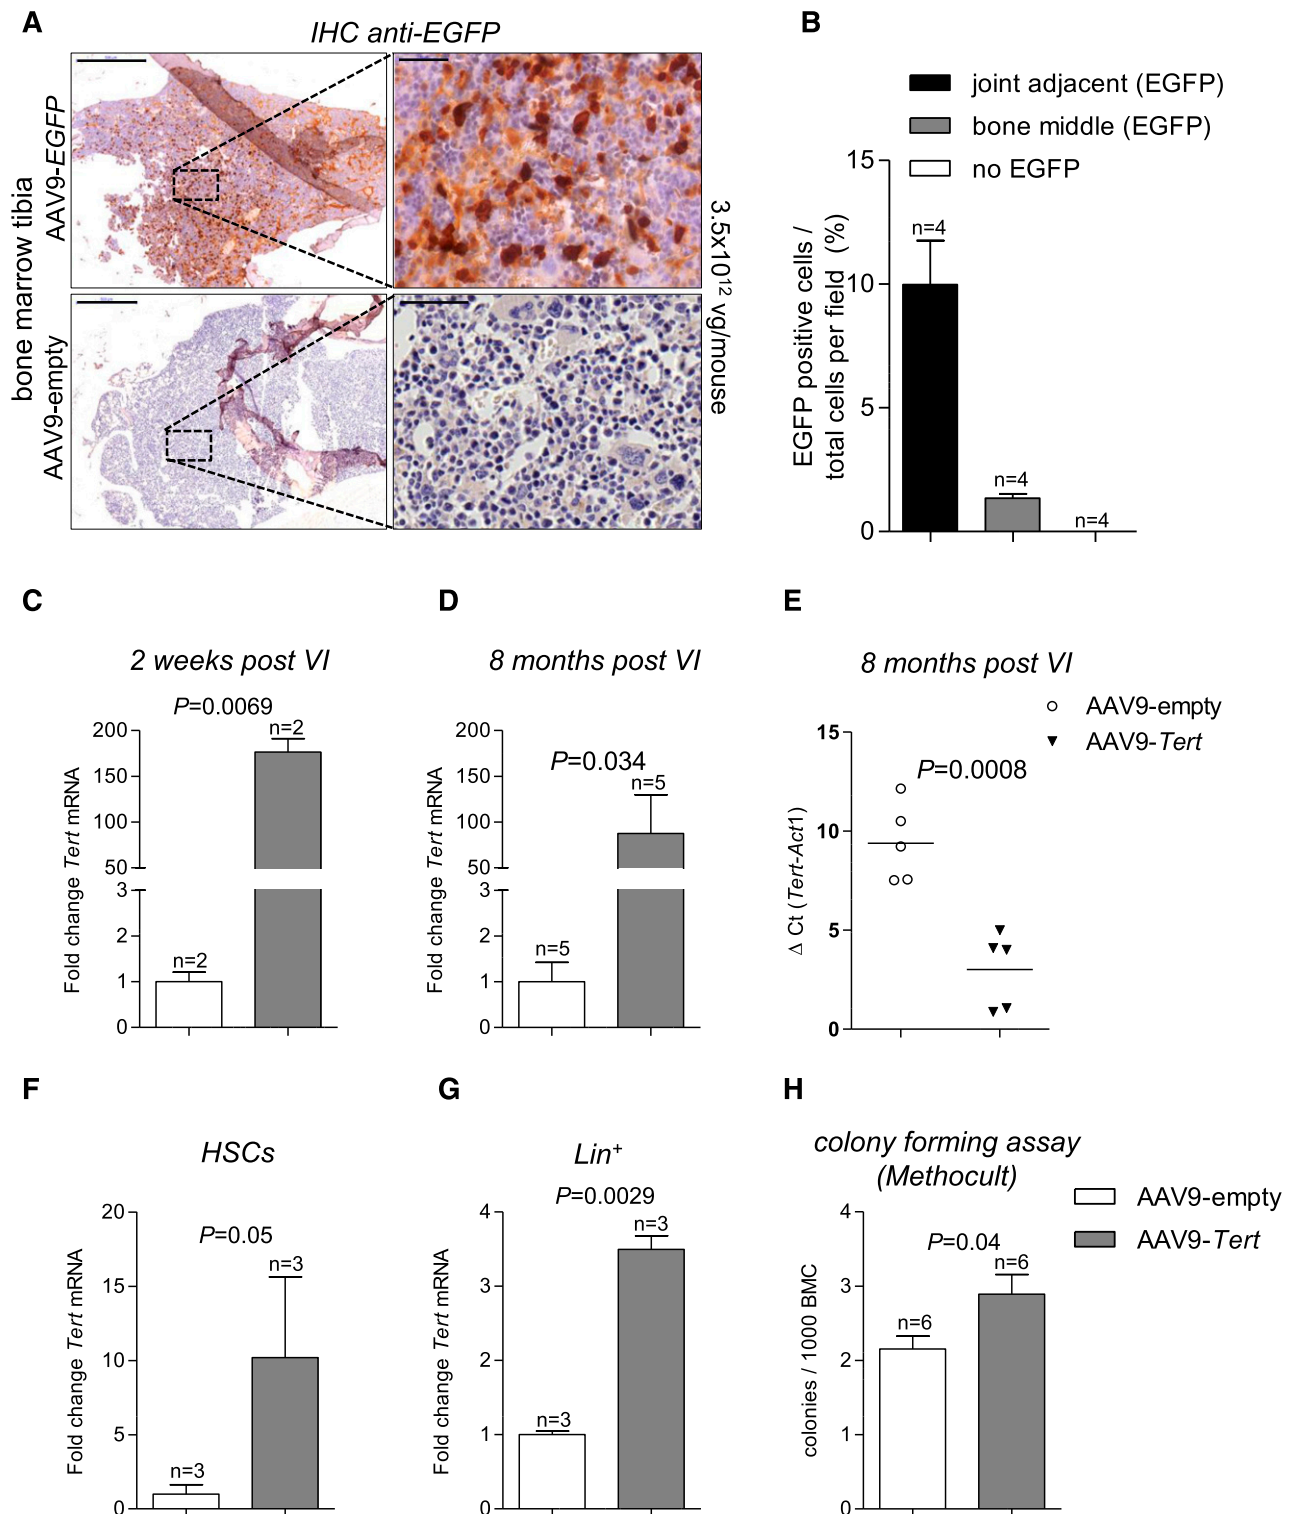 A
IHC anti-EGFP
bone marrow tibia
AAV9-EGFP
AAV9-empty
3.5x10¹² vg/mouse
B
joint adjacent (EGFP)
bone middle (EGFP)
no EGFP
EGFP positive cells /
total cells per field (%)
15
10
5
0
n=4
n=4
n=4
C
2 weeks post VI
P=0.0069
Fold change Tert mRNA
200
150
100
50
3
2
1
0
n=2
n=2
D
8 months post VI
P=0.034
Fold change Tert mRNA
200
150
100
50
3
2
1
0
n=5
n=5
E
8 months post VI
AAV9-empty
AAV9-Tert
P=0.0008
Δ Ct (Tert-Act1)
15
10
5
0
F
HSCs
P=0.05
Fold change Tert mRNA
20
15
10
5
0
n=3
n=3
G
Lin⁺
P=0.0029
Fold change Tert mRNA
4
3
2
1
0
n=3
n=3
H
colony forming assay
(Methocult)
AAV9-empty
AAV9-Tert
P=0.04
colonies / 1000 BMC
4
3
2
1
0
n=6
n=6